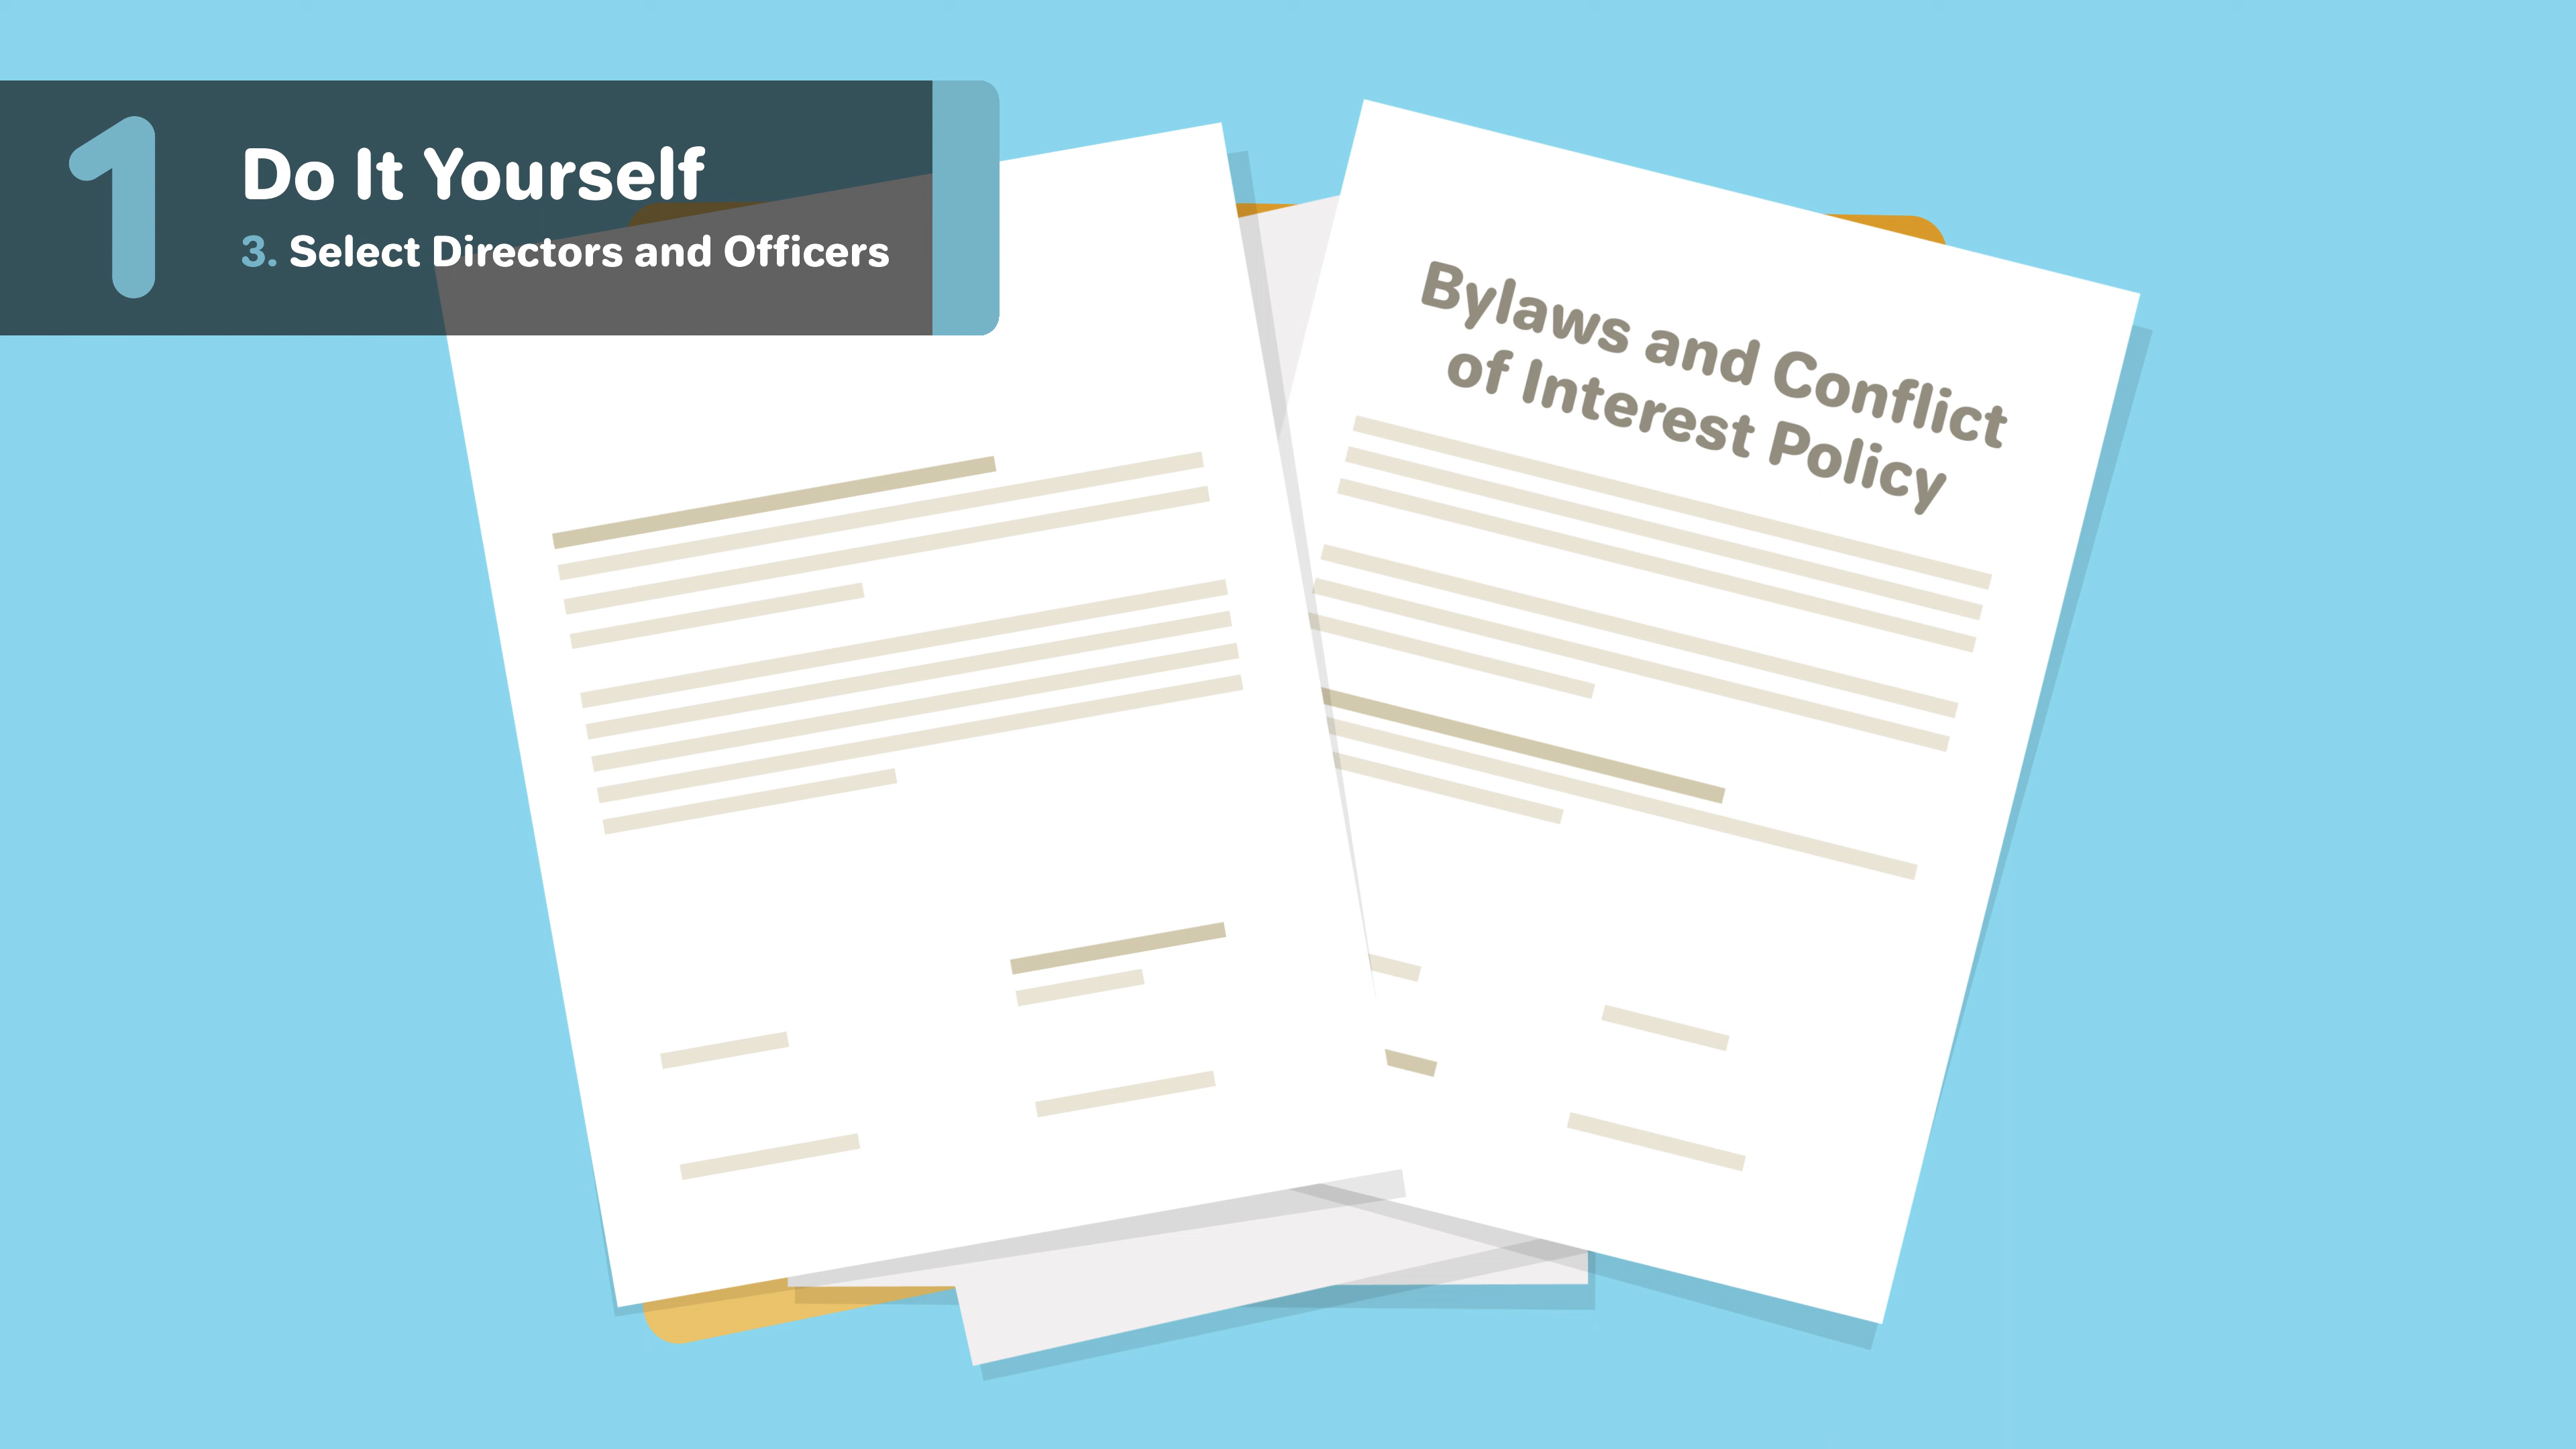 1
Do It Yourself
3. Select Directors and Officers
Bylaws and Conflict
of Interest Policy